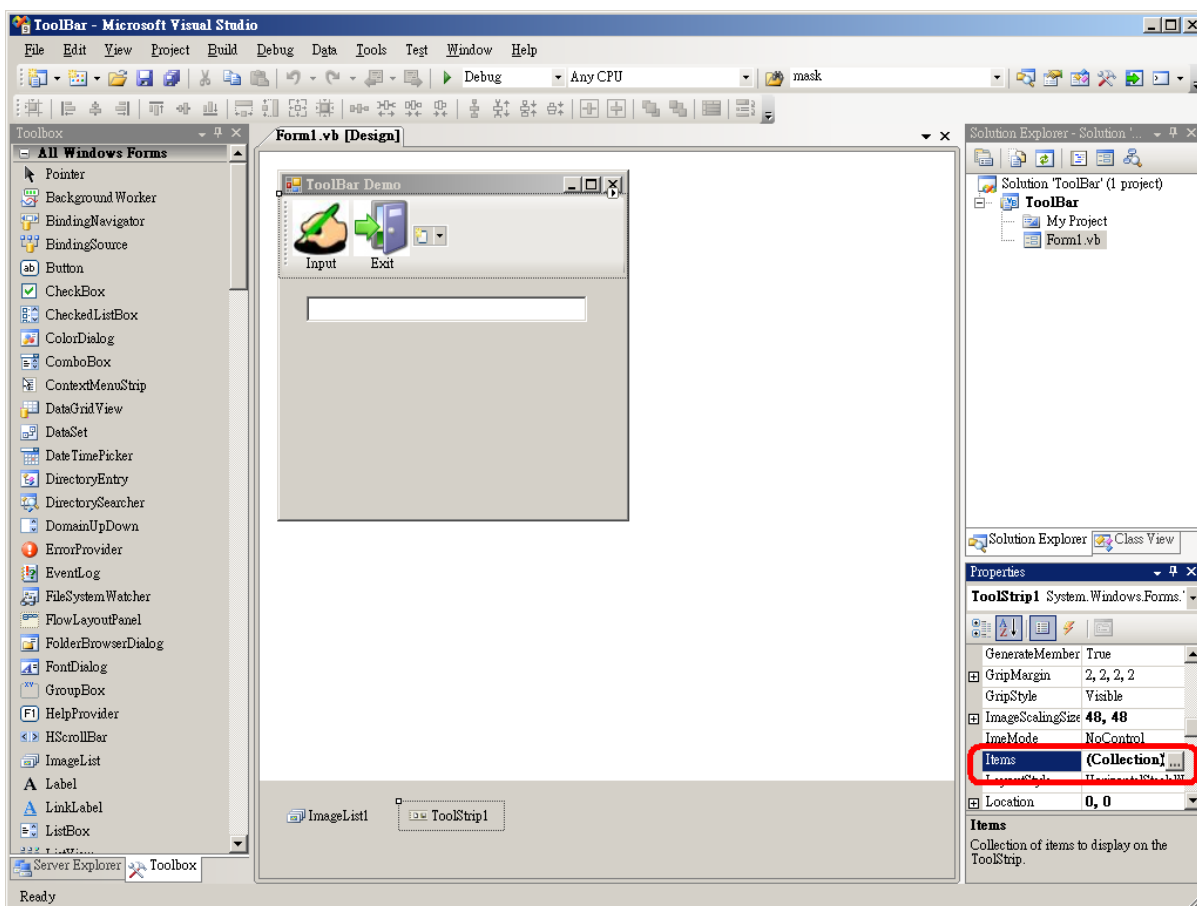 ToolBar - Microsoft Visual Studio
File Edit View Project Build Debug Data Tools Test Window Help
Debug Any CPU mask
Toolbox
All Windows Forms
Pointer
BackgroundWorker
BindingNavigator
BindingSource
ab Button
CheckBox
CheckedListBox
ColorDialog
ComboBox
ContextMenuStrip
DataGridView
DataSet
DateTimePicker
DirectoryEntry
DirectorySearcher
DomainUpDown
ErrorProvider
EventLog
FileSystemWatcher
FlowLayoutPanel
FolderBrowserDialog
FontDialog
GroupBox
HelpProvider
HScrollBar
ImageList
A Label
A LinkLabel
ListBox
Server Explorer Toolbox
Ready
Form1.vb [Design]
ToolBar Demo
Input Exit
ImageList1 ToolStrip1
Solution Explorer - Solution '...
Solution 'ToolBar' (1 project)
ToolBar
My Project
Form1.vb
Solution Explorer Class View
Properties
ToolStrip1 System.Windows.Forms.
GenerateMember True
GripMargin 2, 2, 2, 2
GripStyle Visible
ImageScalingSize 48, 48
ImeMode NoControl
Items (Collection) ...
Location 0, 0
Items
Collection of items to display on the
ToolStrip.